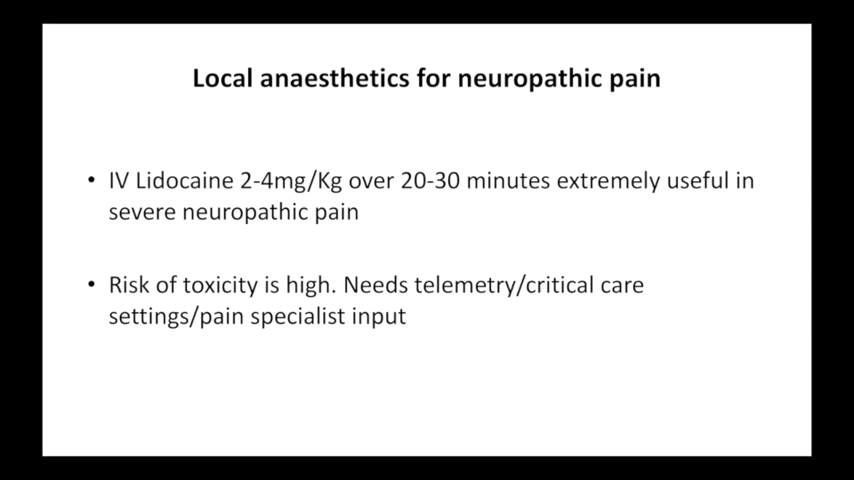 Local anaesthetics for neuropathic pain
• IV Lidocaine 2-4mg/Kg over 20-30 minutes extremely useful in
severe neuropathic pain
• Risk of toxicity is high. Needs telemetry/critical care
settings/pain specialist input